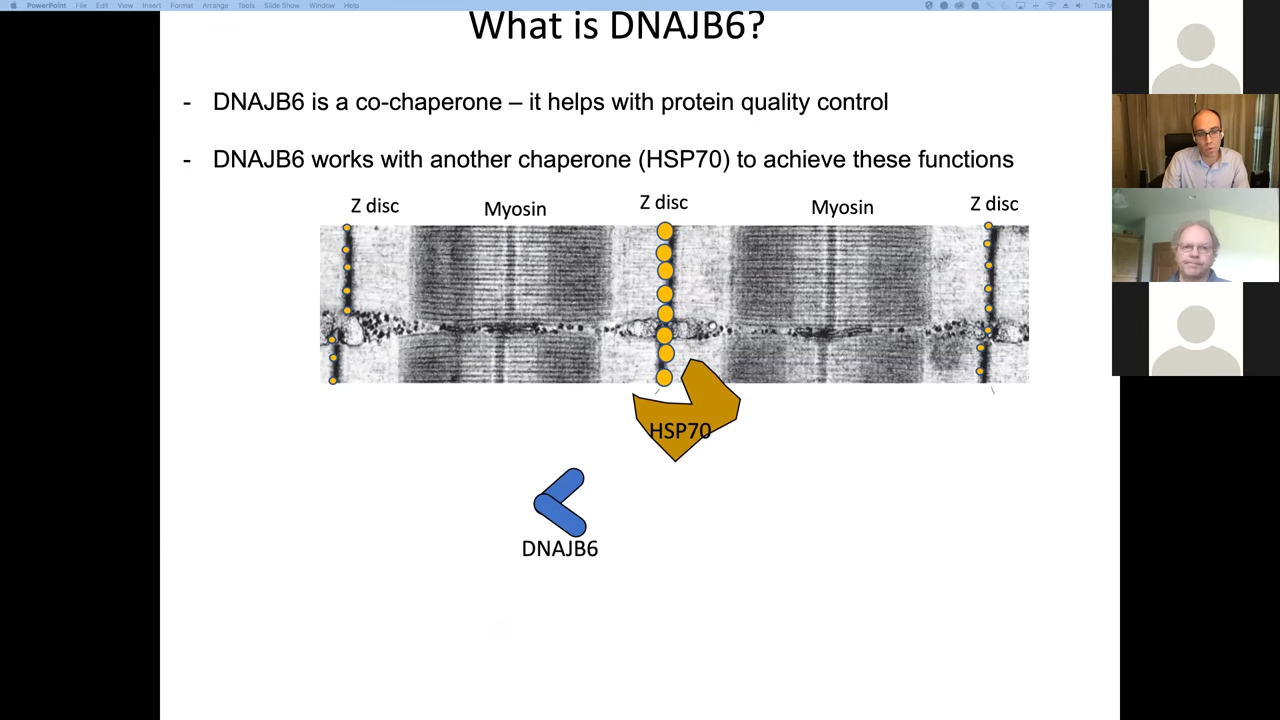 PowerPoint File Edit View Insert Format Arrange Tools Slide Show Window Help
What is DNAJB6?
- DNAJB6 is a co-chaperone – it helps with protein quality control
- DNAJB6 works with another chaperone (HSP70) to achieve these functions
Z disc Myosin Z disc Myosin Z disc
HSP70
DNAJB6